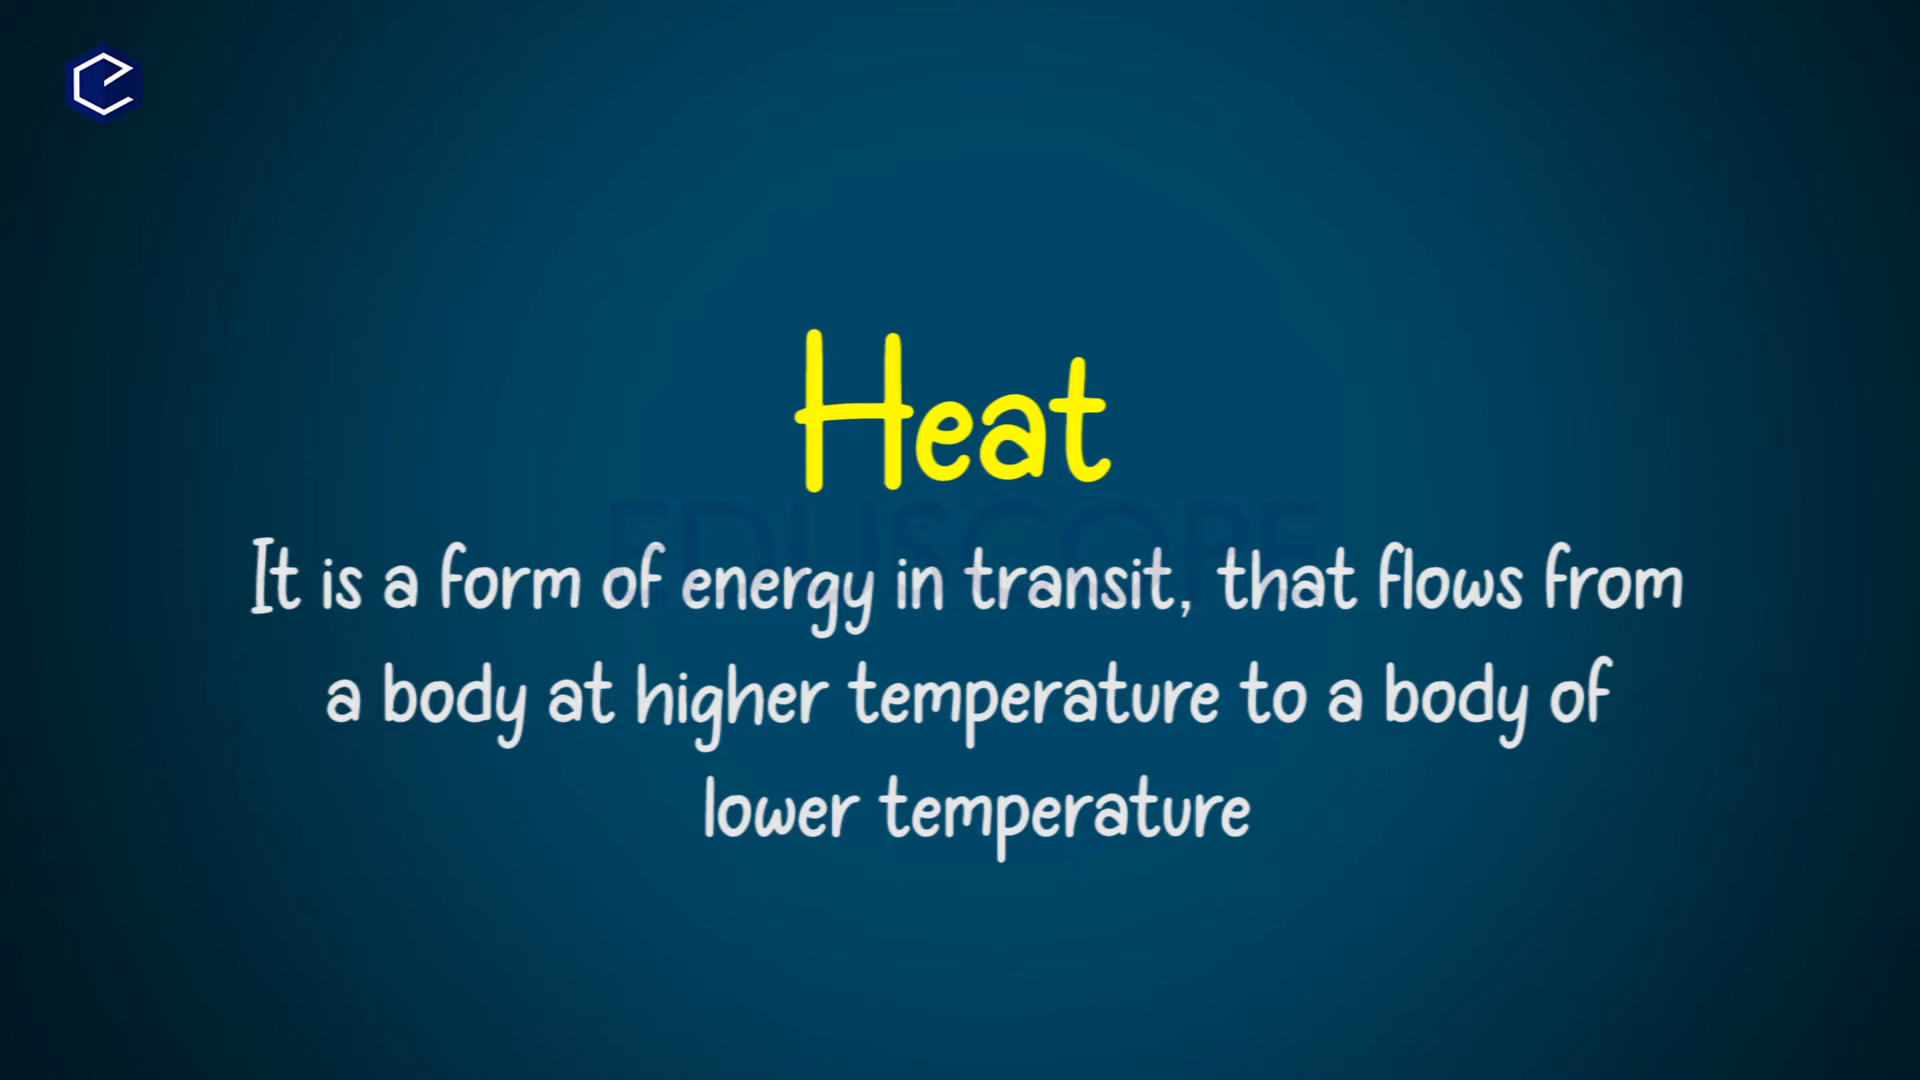 Heat
EDUSCOPE
It is a form of energy in transit, that flows from
a body at higher temperature to a body of
lower temperature